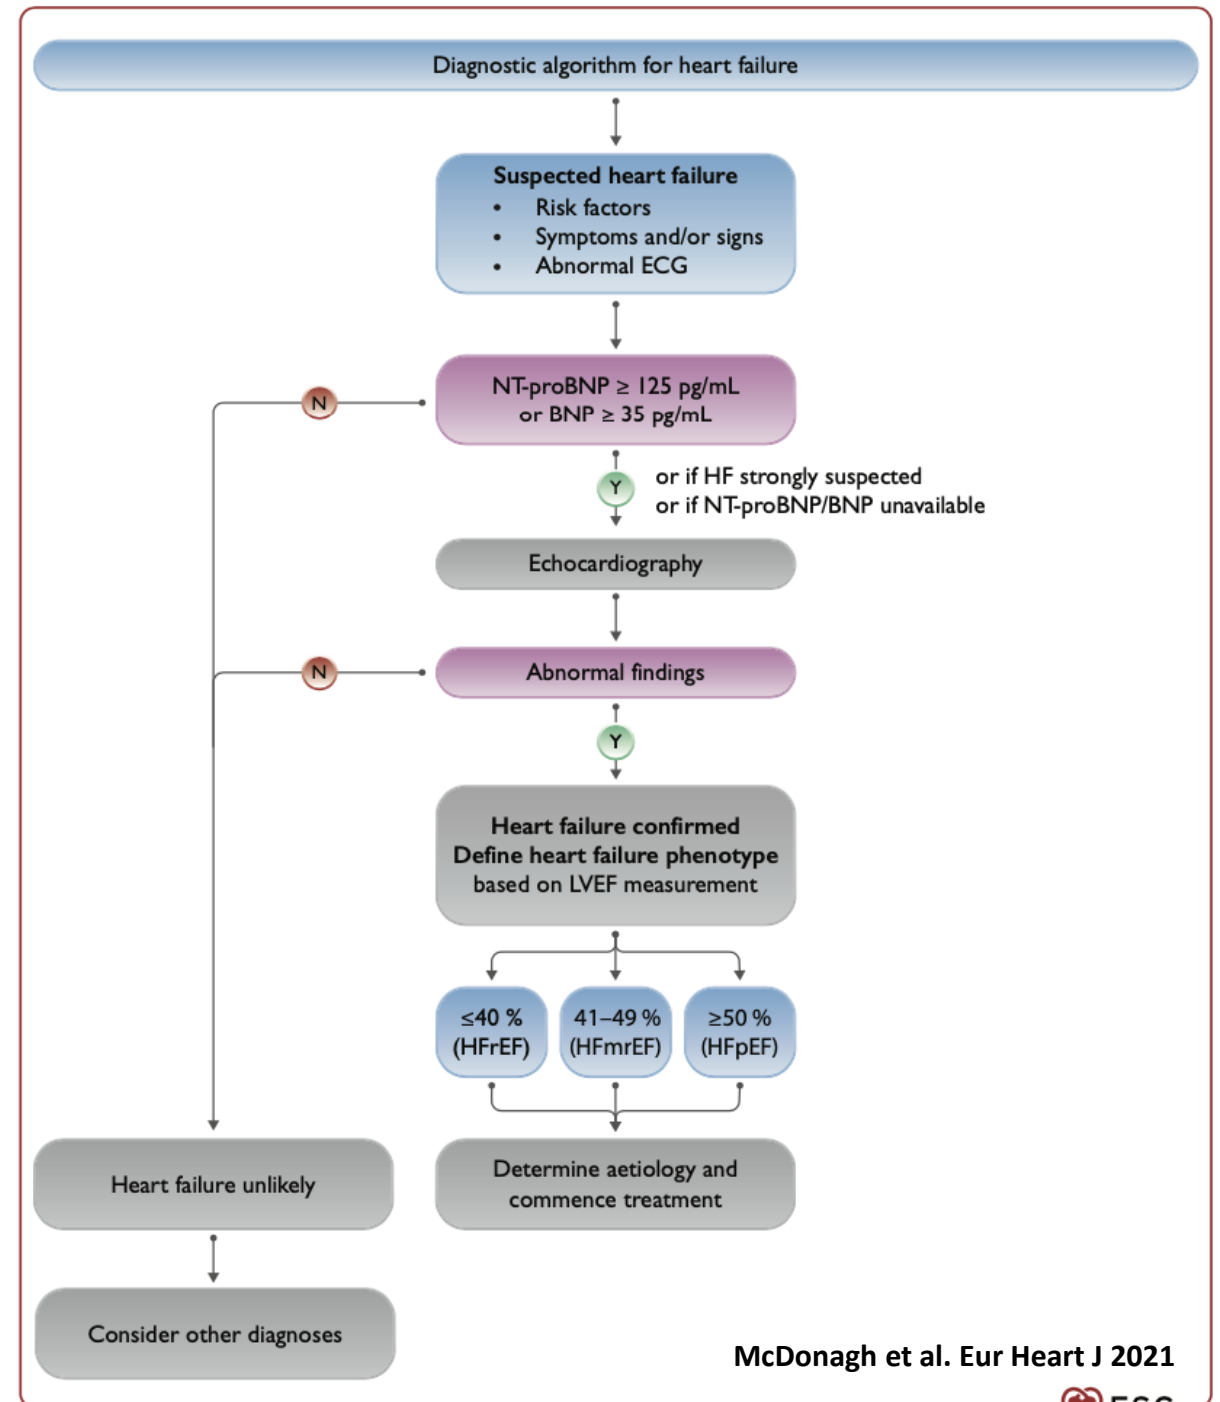 Diagnostic algorithm for heart failure
Suspected heart failure
• Risk factors
• Symptoms and/or signs
• Abnormal ECG
NT-proBNP ≥ 125 pg/mL
or BNP ≥ 35 pg/mL
N
Y
or if HF strongly suspected
or if NT-proBNP/BNP unavailable
Echocardiography
Abnormal findings
N
Y
Heart failure confirmed
Define heart failure phenotype
based on LVEF measurement
≤40 %
(HFrEF)
41–49 %
(HFmrEF)
≥50 %
(HFpEF)
Heart failure unlikely
Determine aetiology and
commence treatment
Consider other diagnoses
McDonagh et al. Eur Heart J 2021
ESC